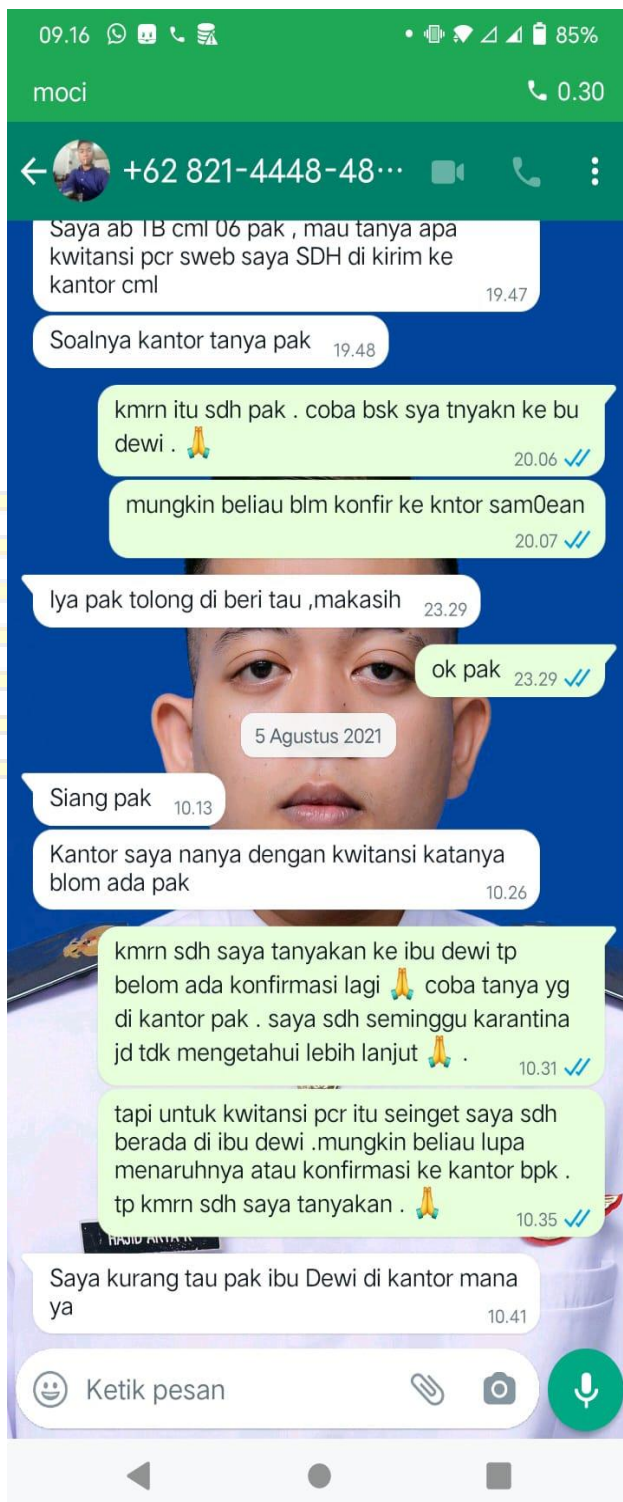 09.16
85%
moci
0.30
+62 821-4448-48...
Saya ab TB cml 06 pak , mau tanya apa
kwitansi pcr sweb saya SDH di kirim ke
kantor cml
19.47
Soalnya kantor tanya pak
19.48
kmrn itu sdh pak . coba bsk sya tnyakn ke bu
dewi . 🙏
20.06
mungkin beliau blm konfir ke kntor sam0ean
20.07
Iya pak tolong di beri tau ,makasih
23.29
ok pak
23.29
5 Agustus 2021
Siang pak
10.13
Kantor saya nanya dengan kwitansi katanya
blom ada pak
10.26
kmrn sdh saya tanyakan ke ibu dewi tp
belom ada konfirmasi lagi 🙏 coba tanya yg
di kantor pak . saya sdh seminggu karantina
jd tdk mengetahui lebih lanjut 🙏 .
10.31
tapi untuk kwitansi pcr itu seinget saya sdh
berada di ibu dewi .mungkin beliau lupa
menaruhnya atau konfirmasi ke kantor bpk .
tp kmrn sdh saya tanyakan . 🙏
10.35
Saya kurang tau pak ibu Dewi di kantor mana
ya
10.41
Ketik pesan